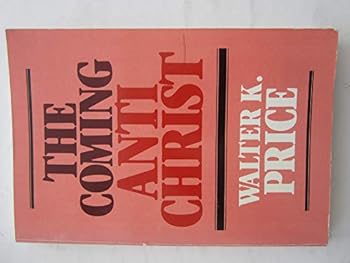 THE
COMING
ANTI
CHRIST
WALTER K.
PRICE